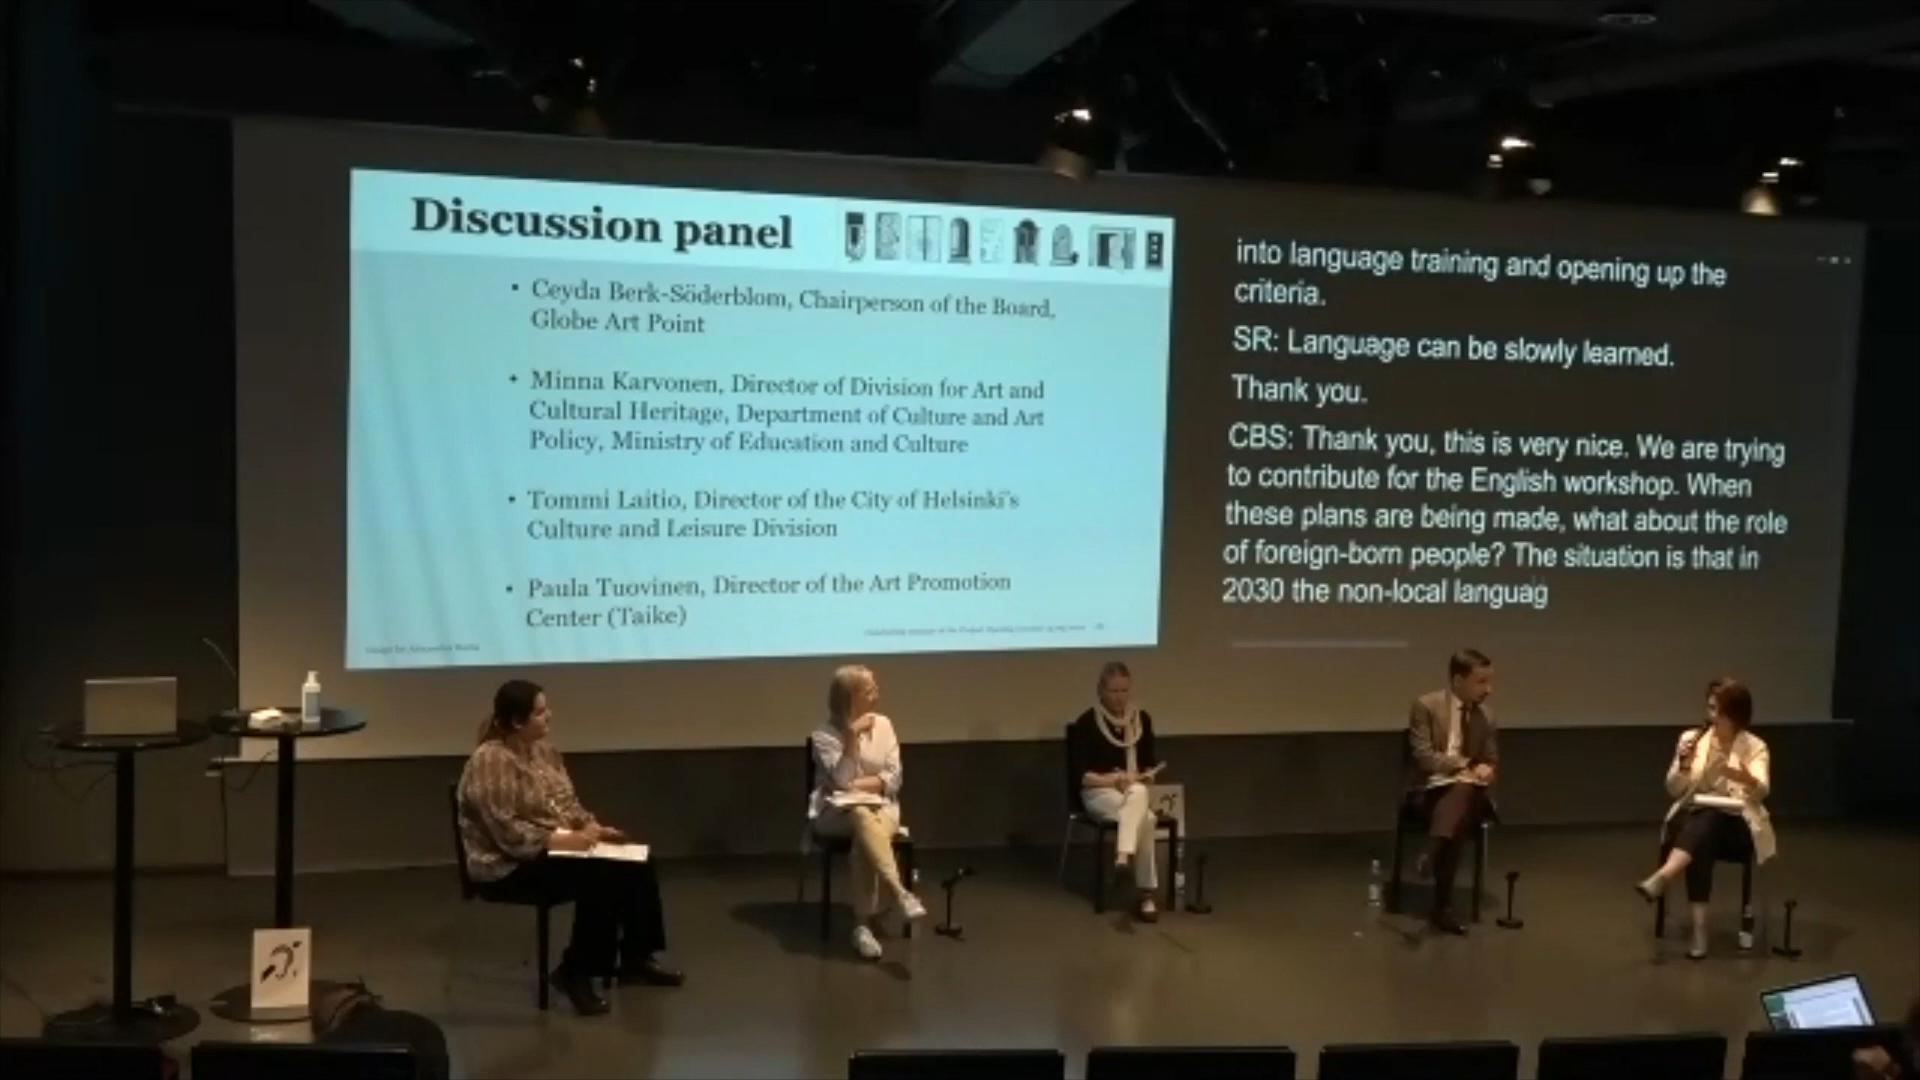 Discussion panel
• Ceyda Berk-Söderblom, Chairperson of the Board,
Globe Art Point
• Minna Karvonen, Director of Division for Art and
Cultural Heritage, Department of Culture and Art
Policy, Ministry of Education and Culture
• Tommi Laitio, Director of the City of Helsinki's
Culture and Leisure Division
• Paula Tuovinen, Director of the Art Promotion
Center (Taike)
into language training and opening up the
criteria.
SR: Language can be slowly learned.
Thank you.
CBS: Thank you, this is very nice. We are trying
to contribute for the English workshop. When
these plans are being made, what about the role
of foreign-born people? The situation is that in
2030 the non-local languag